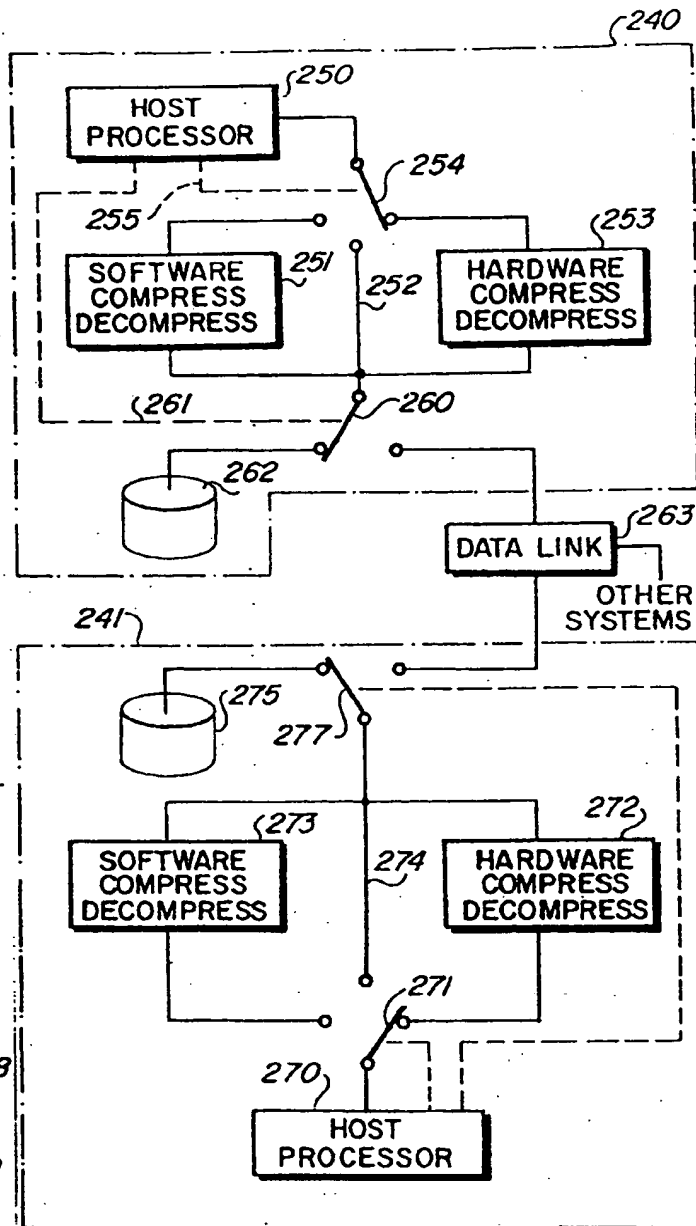 240
250
HOST
PROCESSOR
254
255
253
SOFTWARE
COMPRESS
DECOMPRESS
251
252
HARDWARE
COMPRESS
DECOMPRESS
261
260
262
263
DATA LINK
OTHER
SYSTEMS
241
275
277
273
272
SOFTWARE
COMPRESS
DECOMPRESS
274
HARDWARE
COMPRESS
DECOMPRESS
271
270
HOST
PROCESSOR